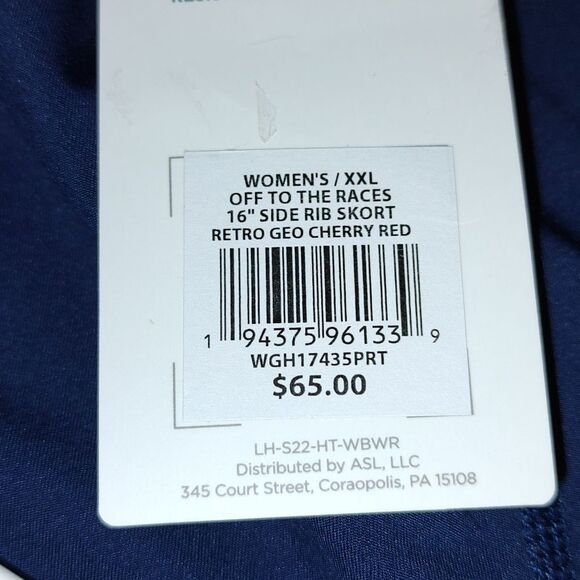 WOMEN'S / XXL
OFF TO THE RACES
16" SIDE RIB SKORT
RETRO GEO CHERRY RED
1 94375 96133 9
WGH17435PRT
$65.00
LH-S22-HT-WBWR
Distributed by ASL, LLC
345 Court Street, Coraopolis, PA 15108